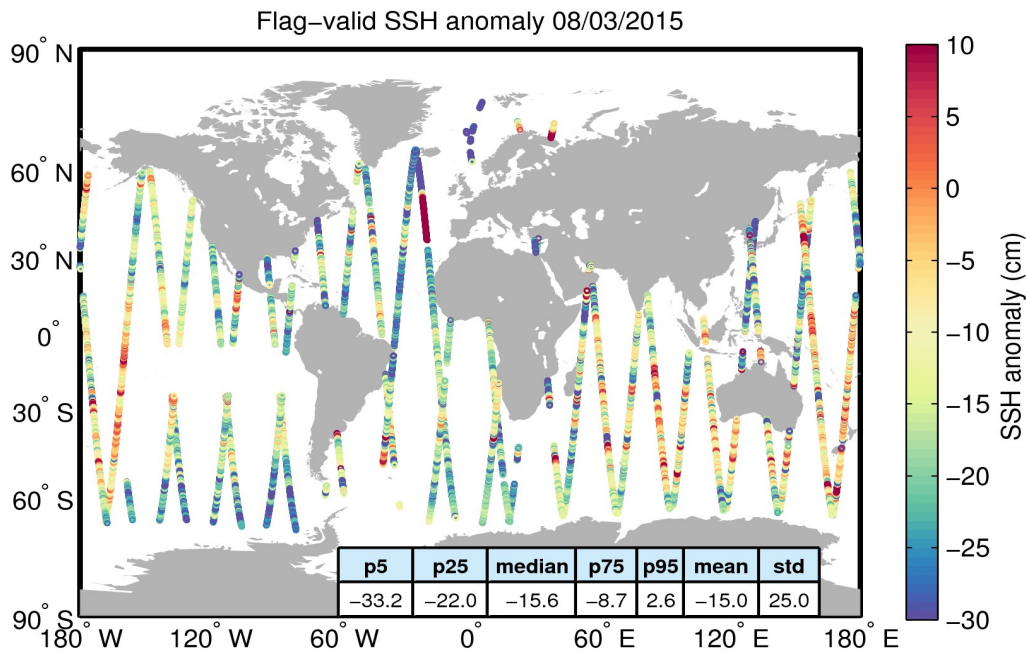 Flag−valid SSH anomaly 08/03/2015
90° N
60° N
30° N
0°
30° S
60° S
90° S
180° W 120° W 60° W 0° 60° E 120° E 180° E
p5 p25 median p75 p95 mean std
−33.2 −22.0 −15.6 −8.7 2.6 −15.0 25.0
10
5
0
−5
−10
−15
−20
−25
−30
SSH anomaly (cm)